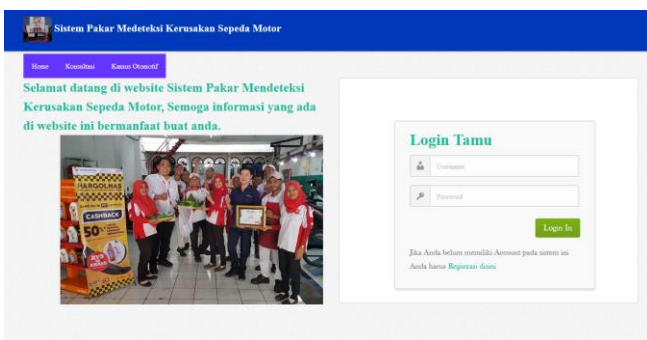 Sistem Pakar Medeteksi Kerusakan Sepeda Motor
Home Konsultasi Kamus Otomotif
Selamat datang di website Sistem Pakar Mendeteksi
Kerusakan Sepeda Motor, Semoga informasi yang ada
di website ini bermanfaat buat anda.
HARGOLNAS
CASHBACK
50%
Login Tamu
Username
Password
Login In
Jika Anda belum memiliki Account pada sistem ini
Anda harus Registrasi disini